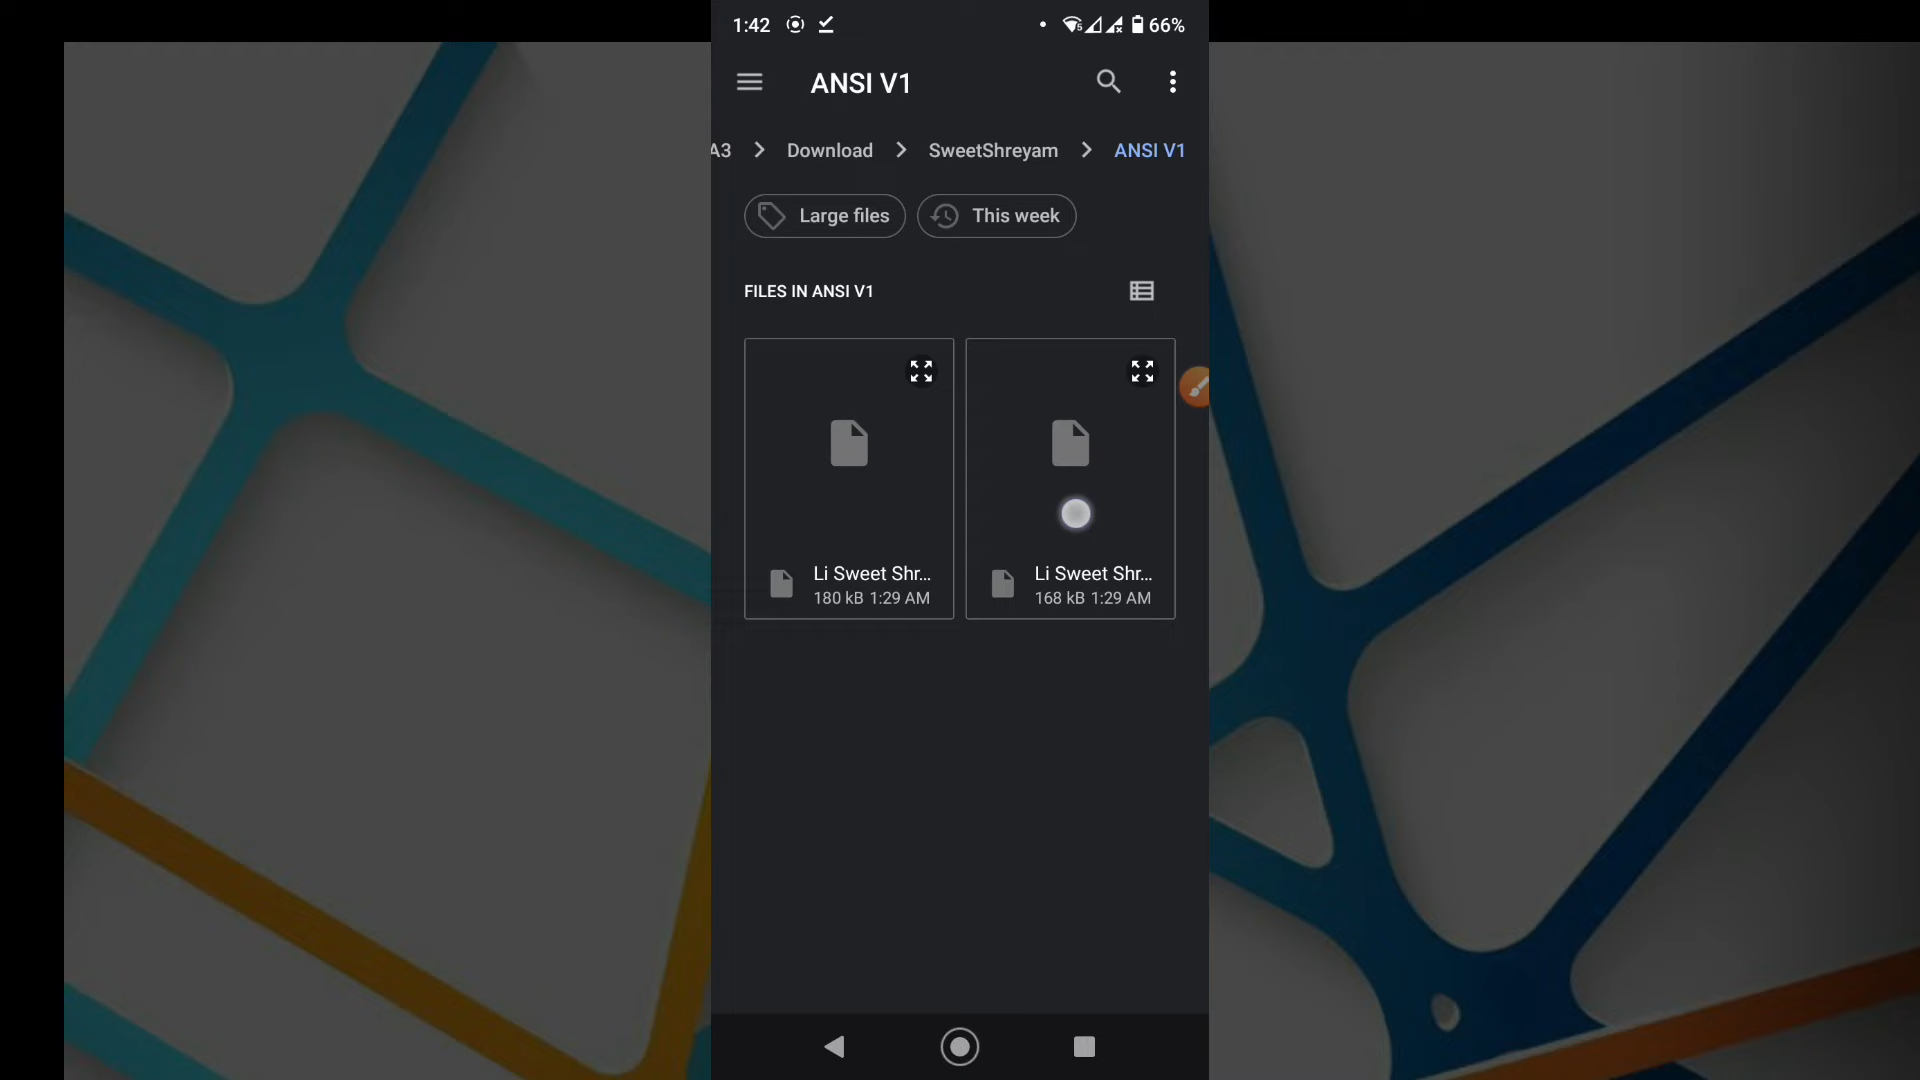 1:42 66%
ANSI V1
A3 Download SweetShreyam ANSI V1
Large files This week
FILES IN ANSI V1
Li Sweet Shr... Li Sweet Shr...
180 kB 1:29 AM 168 kB 1:29 AM